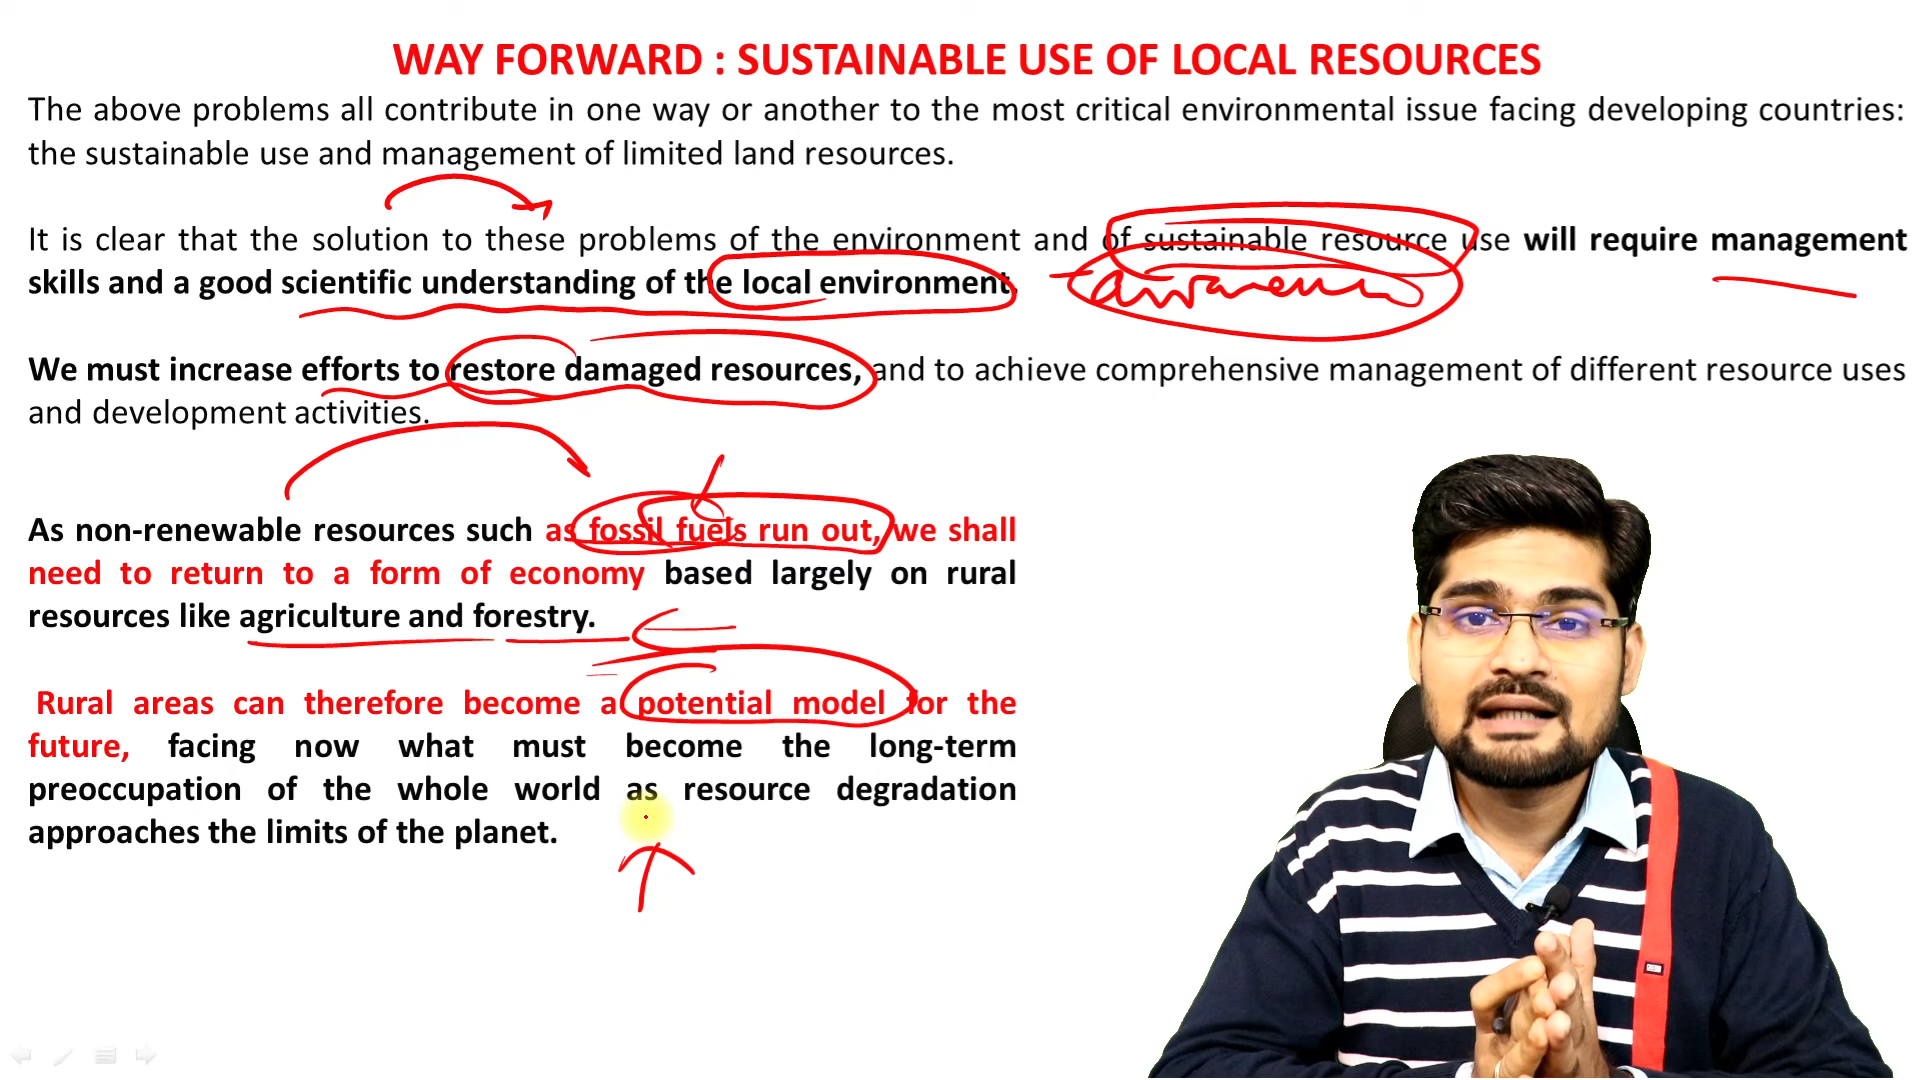 WAY FORWARD : SUSTAINABLE USE OF LOCAL RESOURCES
The above problems all contribute in one way or another to the most critical environmental issue facing developing countries:
the sustainable use and management of limited land resources.
It is clear that the solution to these problems of the environment and of sustainable resource use will require management
skills and a good scientific understanding of the local environment.
We must increase efforts to restore damaged resources, and to achieve comprehensive management of different resource uses
and development activities.
As non-renewable resources such as fossil fuels run out, we shall
need to return to a form of economy based largely on rural
resources like agriculture and forestry.
Rural areas can therefore become a potential model for the
future, facing now what must become the long-term
preoccupation of the whole world as resource degradation
approaches the limits of the planet.